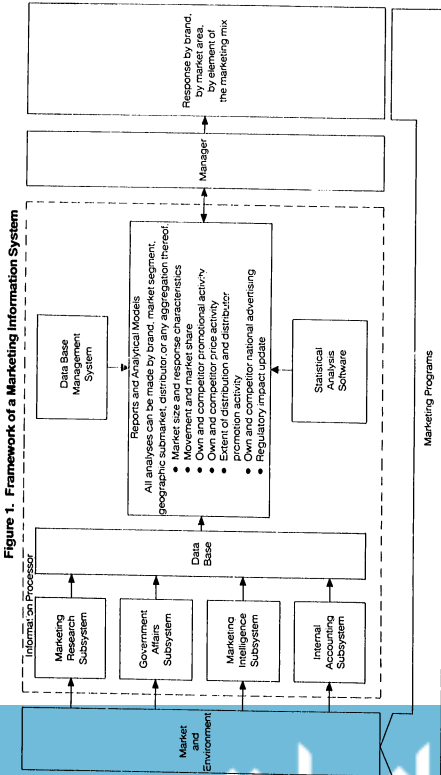 Figure 1. Framework of a Marketing Information System
Information Processor
Market
and
Environment
Marketing
Research
Subsystem
Government
Affairs
Subsystem
Marketing
Intelligence
Subsystem
Internal
Accounting
Subsystem
Data
Base
Data Base
Management
System
Reports and Analytical Models
All analyses can be made by brand, market segment,
geographic submarket, distributor, or any aggregation thereof.
● Market size and response characteristics
● Movement and market share
● Own and competitor promotional activity
● Own and competitor price activity
● Extent of distribution and distributor
promotion activity
● Own and competitor national advertising
● Regulatory impact update
Statistical
Analysis
Software
Manager
Response by brand,
by market area,
by element of
the marketing mix
Marketing Programs